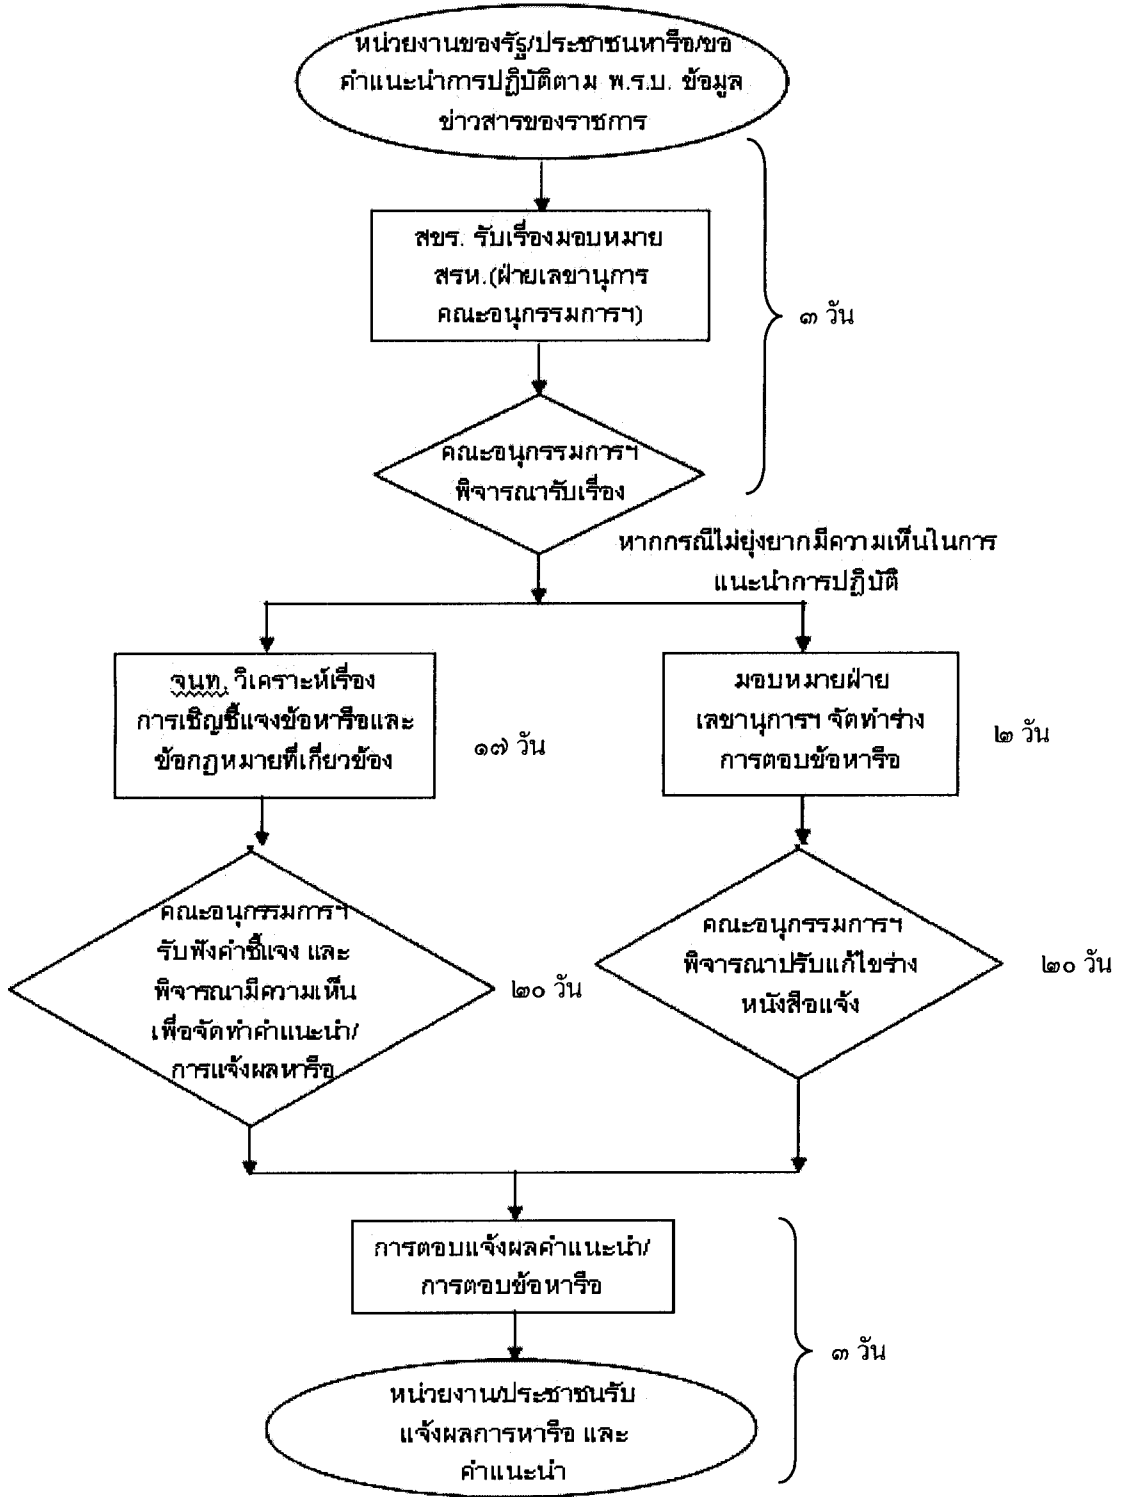 หน่วยงานของรัฐ/ประชาชนหารือ/ขอ
คำแนะนำการปฏิบัติตาม พ.ร.บ. ข้อมูล
ข่าวสารของราชการ
สขร. รับเรื่องมอบหมาย
สรห.(ฝ่ายเลขานุการ
คณะอนุกรรมการฯ)
๓ วัน
คณะอนุกรรมการฯ
พิจารณารับเรื่อง
หากกรณีไม่ยุ่งยากมีความเห็นในการ
แนะนำการปฏิบัติ
จนท. วิเคราะห์เรื่อง
การเชิญชี้แจงข้อหารือและ
ข้อกฎหมายที่เกี่ยวข้อง
๑๗ วัน
มอบหมายฝ่าย
เลขานุการฯ จัดทำร่าง
การตอบข้อหารือ
๒ วัน
คณะอนุกรรมการฯ
รับฟังคำชี้แจง และ
พิจารณามีความเห็น
เพื่อจัดทำคำแนะนำ/
การแจ้งผลหารือ
๒๐ วัน
คณะอนุกรรมการฯ
พิจารณาปรับแก้ไขร่าง
หนังสือแจ้ง
๒๐ วัน
การตอบแจ้งผลคำแนะนำ/
การตอบข้อหารือ
๓ วัน
หน่วยงาน/ประชาชนรับ
แจ้งผลการหารือ และ
คำแนะนำ